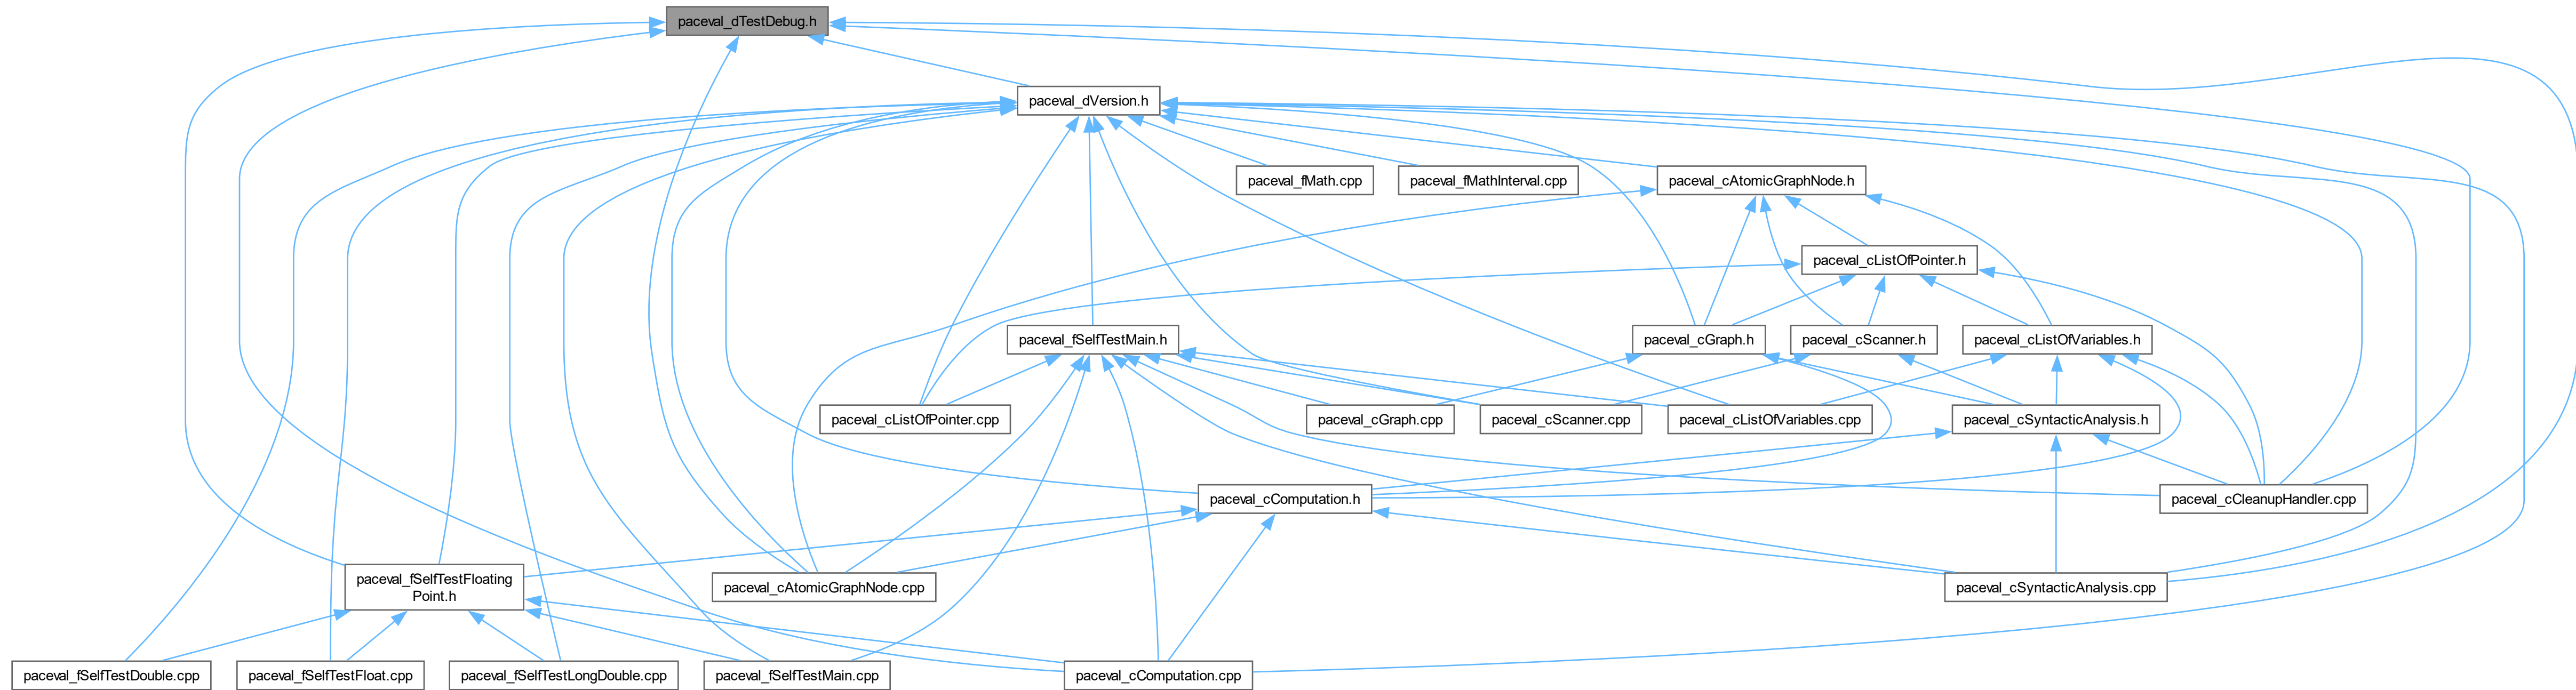 paceval_dTestDebug.h
paceval_dVersion.h
paceval_fMath.cpp
paceval_fMathInterval.cpp
paceval_cAtomicGraphNode.h
paceval_cListOfPointer.h
paceval_fSelfTestMain.h
paceval_cGraph.h
paceval_cScanner.h
paceval_cListOfVariables.h
paceval_cListOfPointer.cpp
paceval_cGraph.cpp
paceval_cScanner.cpp
paceval_cListOfVariables.cpp
paceval_cSyntacticAnalysis.h
paceval_cComputation.h
paceval_cCleanupHandler.cpp
paceval_fSelfTestFloating
Point.h
paceval_cAtomicGraphNode.cpp
paceval_cSyntacticAnalysis.cpp
paceval_fSelfTestDouble.cpp
paceval_fSelfTestFloat.cpp
paceval_fSelfTestLongDouble.cpp
paceval_fSelfTestMain.cpp
paceval_cComputation.cpp